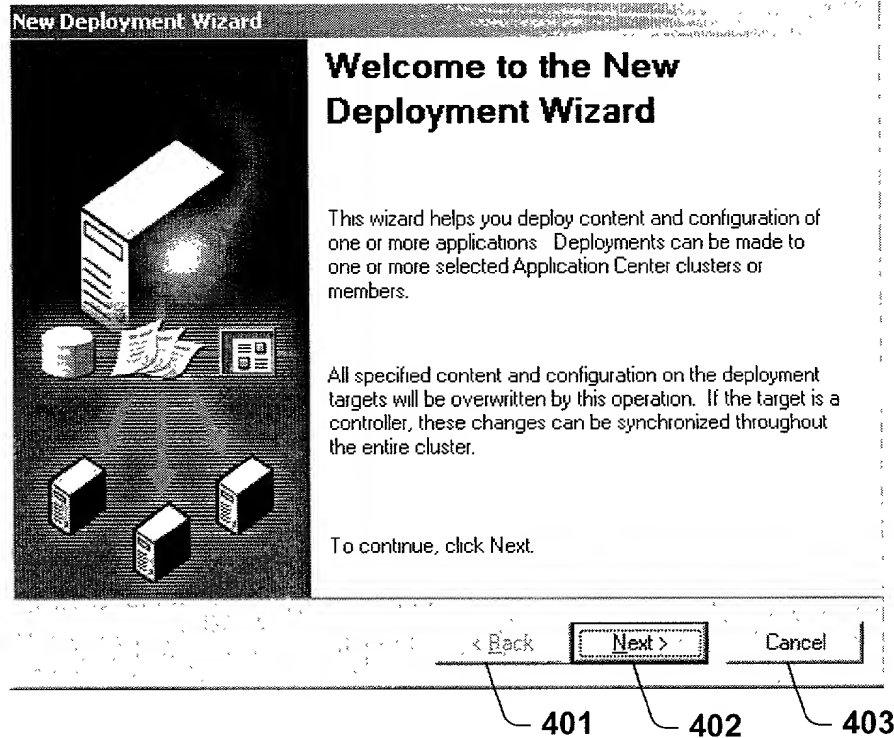 New Deployment Wizard
Welcome to the New
Deployment Wizard
This wizard helps you deploy content and configuration of
one or more applications Deployments can be made to
one or more selected Application Center clusters or
members.
All specified content and configuration on the deployment
targets will be overwritten by this operation. If the target is a
controller, these changes can be synchronized throughout
the entire cluster.
To continue, click Next.
< Back Next > Cancel
401 402 403